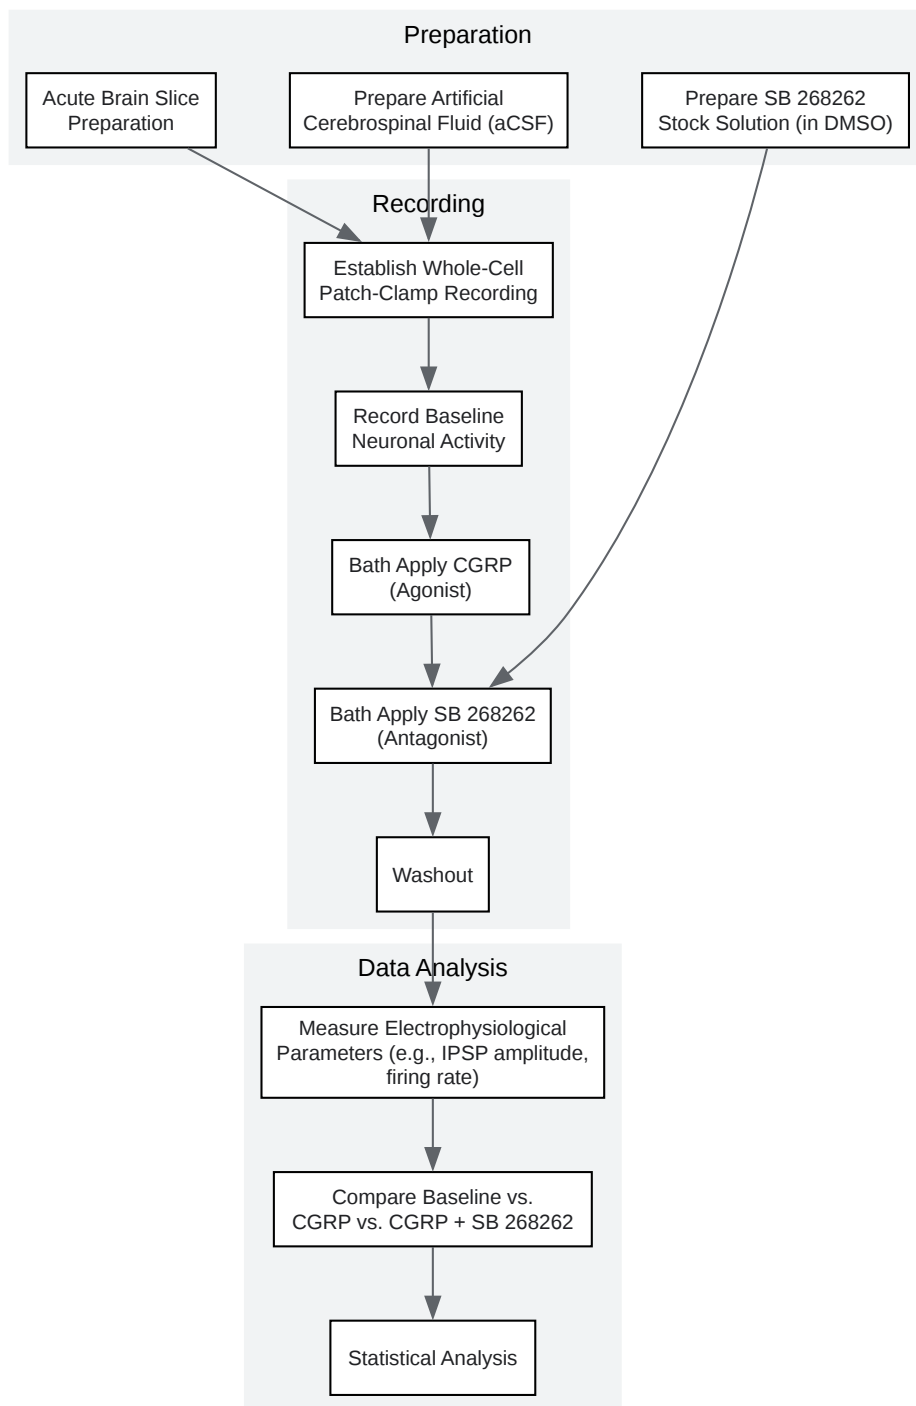 Preparation
Acute Brain Slice
Preparation
Prepare Artificial
Cerebrospinal Fluid (aCSF)
Prepare SB 268262
Stock Solution (in DMSO)
Recording
Establish Whole-Cell
Patch-Clamp Recording
Record Baseline
Neuronal Activity
Bath Apply CGRP
(Agonist)
Bath Apply SB 268262
(Antagonist)
Washout
Data Analysis
Measure Electrophysiological
Parameters (e.g., IPSP amplitude,
firing rate)
Compare Baseline vs.
CGRP vs. CGRP + SB 268262
Statistical Analysis